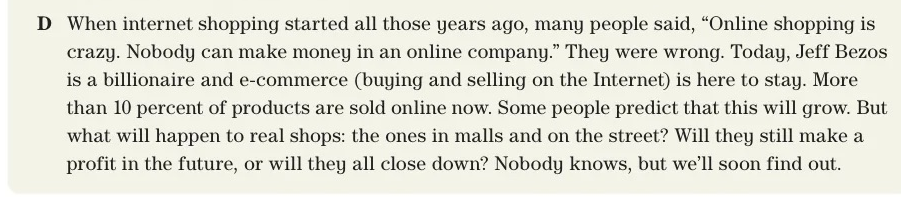 D When internet shopping started all those years ago, many people said, “Online shopping is
crazy. Nobody can make money in an online company.” They were wrong. Today, Jeff Bezos
is a billionaire and e-commerce (buying and selling on the Internet) is here to stay. More
than 10 percent of products are sold online now. Some people predict that this will grow. But
what will happen to real shops: the ones in malls and on the street? Will they still make a
profit in the future, or will they all close down? Nobody knows, but we’ll soon find out.